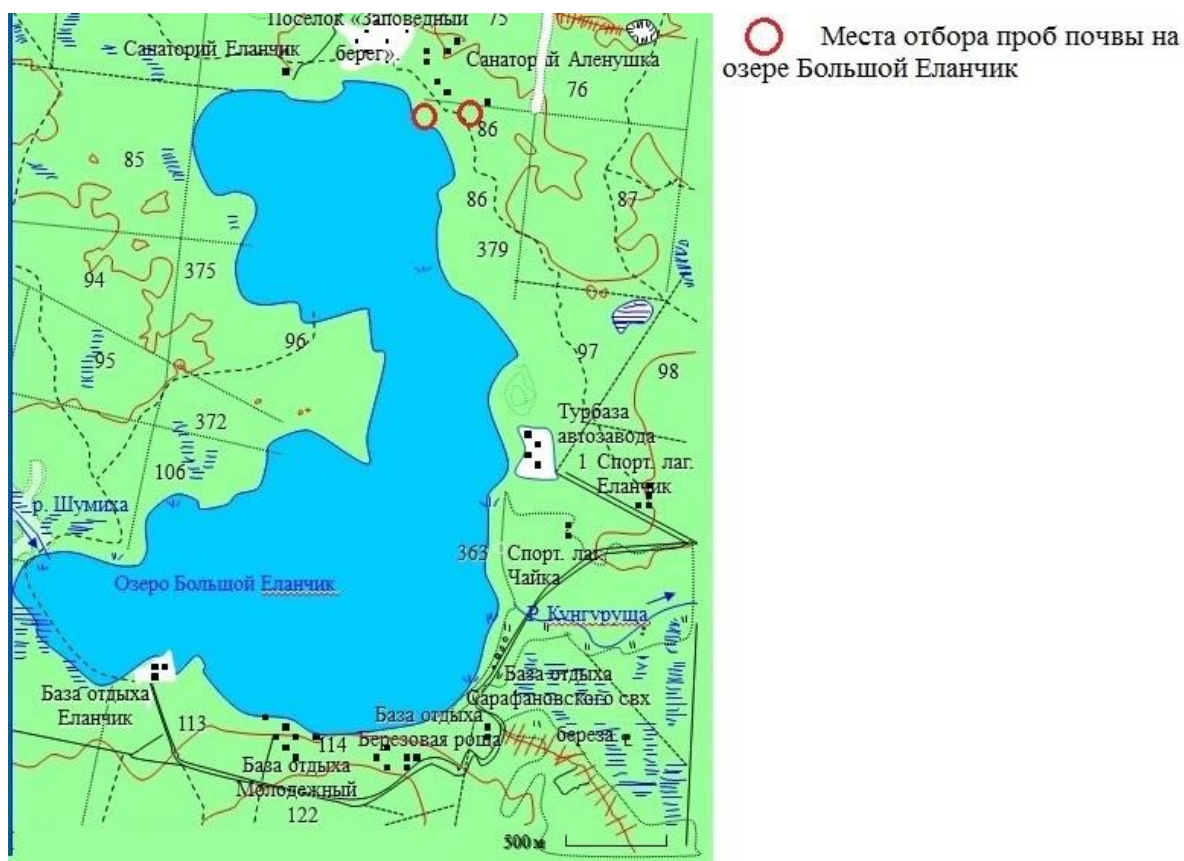 Поселок «Заповедный
берег».
75
Санаторий Еланчик
Санаторий Аленушка
76
86
85
86
87
379
94
375
96
95
97
98
372
106
Турбаза
автозавода
1 Спорт. лаг.
Еланчик
р. Шумиха
363
Спорт. лаг.
Чайка
Озеро Большой Еланчик
Р. Кунгуруша
База отдыха
Сарафановского свх
База отдыха
Еланчик
113
База отдыха
Березовая роща
береза
114
База отдыха
Молодежный
122
500 м
Места отбора проб почвы на
озере Большой Еланчик